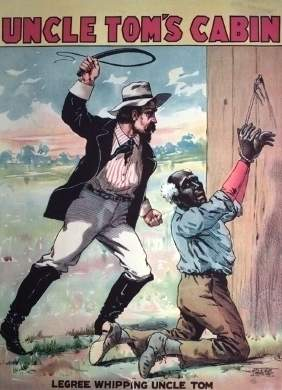 UNCLE TOM'S CABIN
LEGREE WHIPPING UNCLE TOM